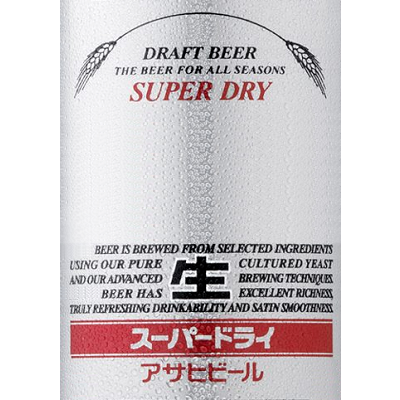 DRAFT BEER
THE BEER FOR ALL SEASONS
SUPER DRY
BEER IS BREWED FROM SELECTED INGREDIENTS
USING OUR PURE CULTURED YEAST
AND OUR ADVANCED BREWING TECHNIQUES.
生
BEER HAS EXCELLENT RICHNESS,
TRULY REFRESHING DRINKABILITY AND SATIN SMOOTHNESS.
スーパードライ
アサヒビール